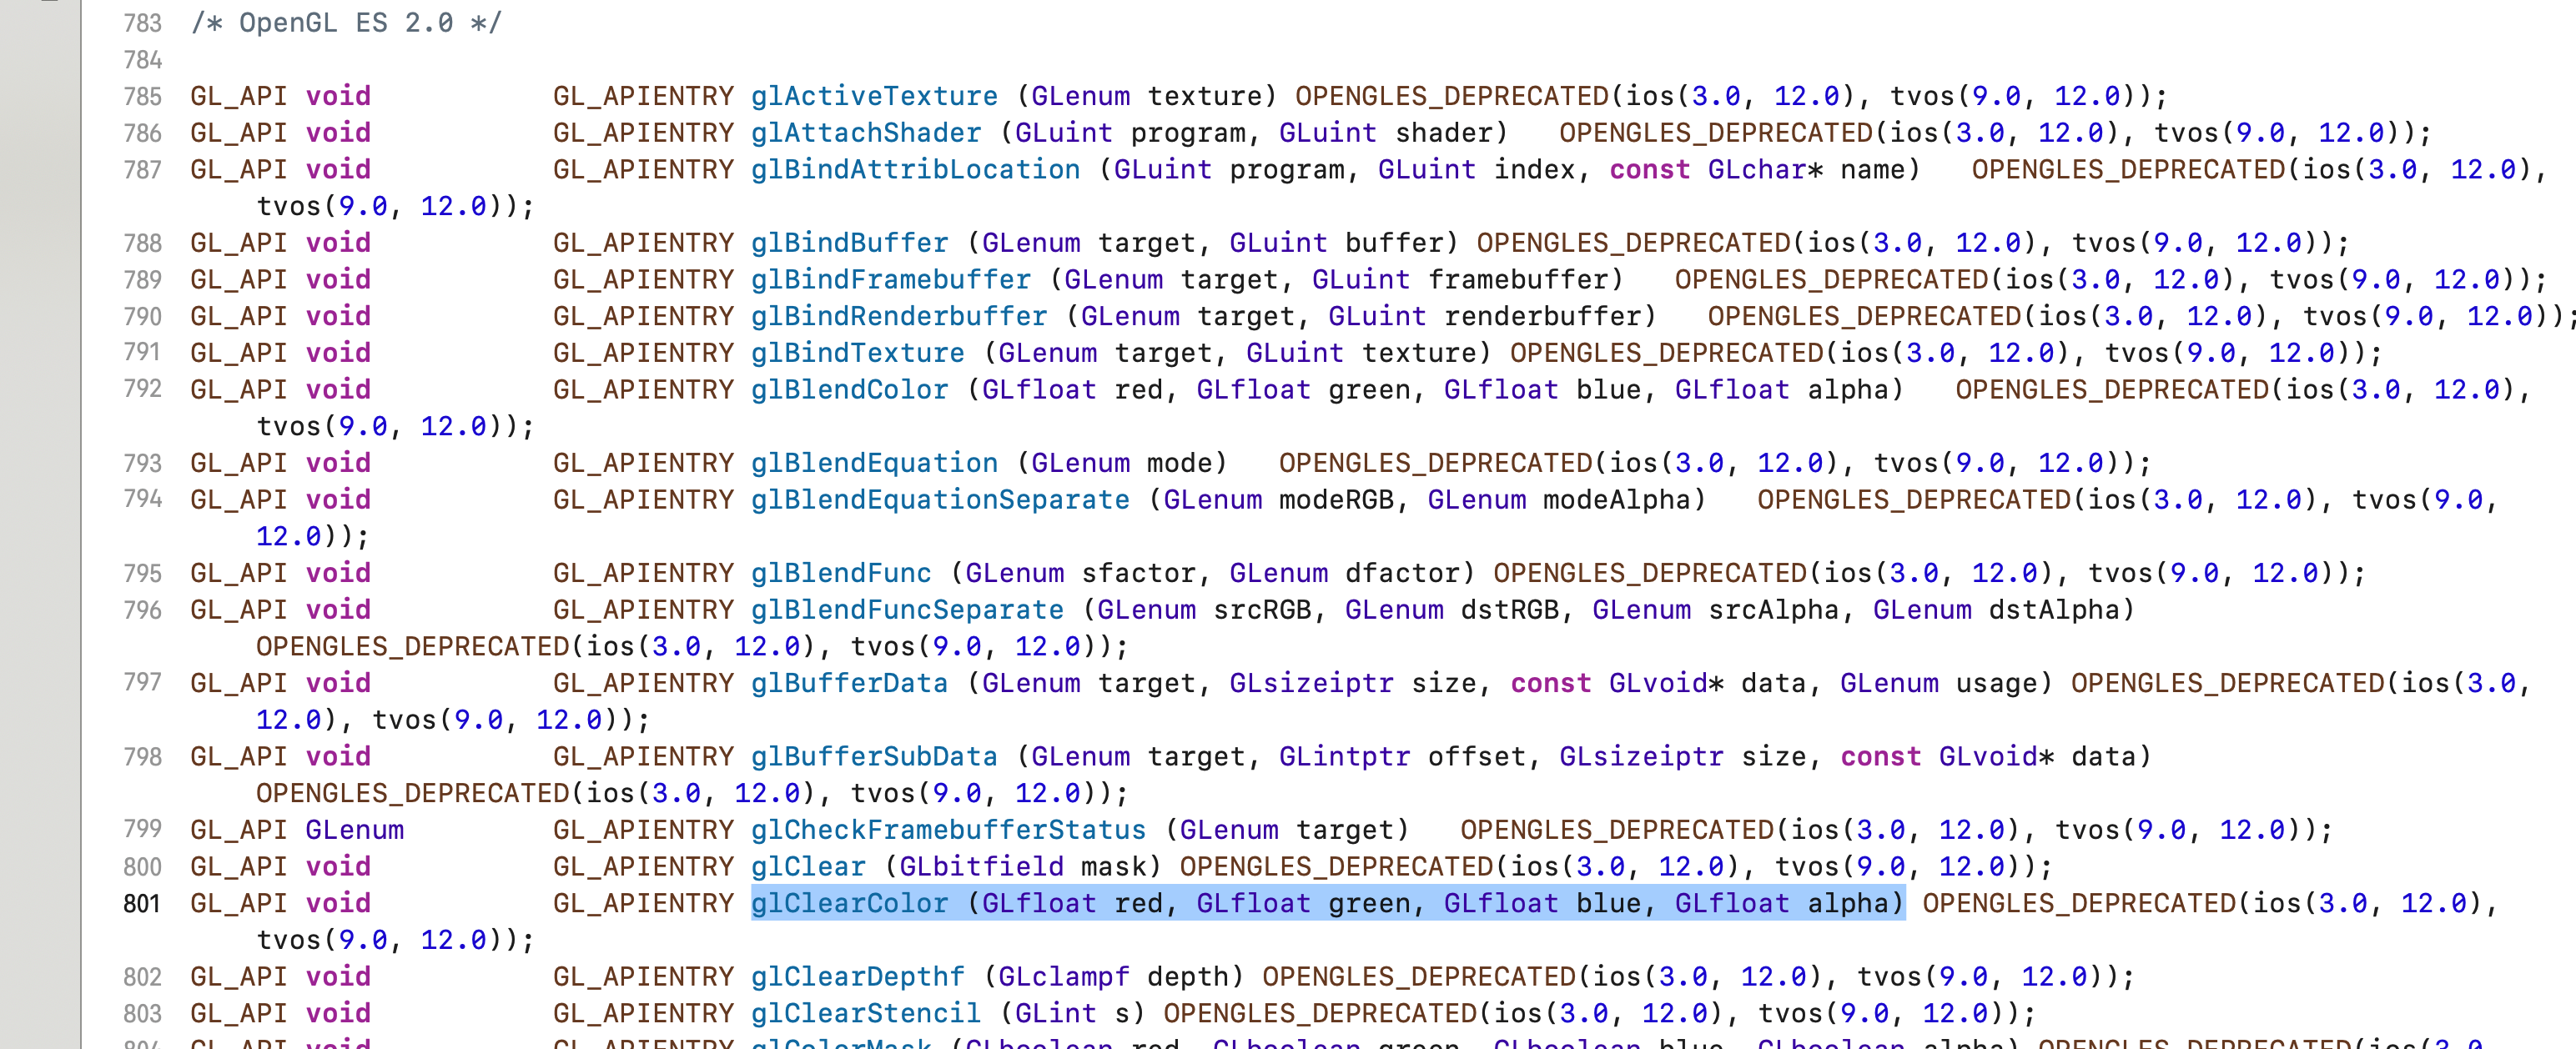 783 /* OpenGL ES 2.0 */
784
785 GL_API void GL_APIENTRY glActiveTexture (GLenum texture) OPENGLES_DEPRECATED(ios(3.0, 12.0), tvos(9.0, 12.0));
786 GL_API void GL_APIENTRY glAttachShader (GLuint program, GLuint shader) OPENGLES_DEPRECATED(ios(3.0, 12.0), tvos(9.0, 12.0));
787 GL_API void GL_APIENTRY glBindAttribLocation (GLuint program, GLuint index, const GLchar* name) OPENGLES_DEPRECATED(ios(3.0, 12.0),
tvos(9.0, 12.0));
788 GL_API void GL_APIENTRY glBindBuffer (GLenum target, GLuint buffer) OPENGLES_DEPRECATED(ios(3.0, 12.0), tvos(9.0, 12.0));
789 GL_API void GL_APIENTRY glBindFramebuffer (GLenum target, GLuint framebuffer) OPENGLES_DEPRECATED(ios(3.0, 12.0), tvos(9.0, 12.0));
790 GL_API void GL_APIENTRY glBindRenderbuffer (GLenum target, GLuint renderbuffer) OPENGLES_DEPRECATED(ios(3.0, 12.0), tvos(9.0, 12.0));
791 GL_API void GL_APIENTRY glBindTexture (GLenum target, GLuint texture) OPENGLES_DEPRECATED(ios(3.0, 12.0), tvos(9.0, 12.0));
792 GL_API void GL_APIENTRY glBlendColor (GLfloat red, GLfloat green, GLfloat blue, GLfloat alpha) OPENGLES_DEPRECATED(ios(3.0, 12.0),
tvos(9.0, 12.0));
793 GL_API void GL_APIENTRY glBlendEquation (GLenum mode) OPENGLES_DEPRECATED(ios(3.0, 12.0), tvos(9.0, 12.0));
794 GL_API void GL_APIENTRY glBlendEquationSeparate (GLenum modeRGB, GLenum modeAlpha) OPENGLES_DEPRECATED(ios(3.0, 12.0), tvos(9.0,
12.0));
795 GL_API void GL_APIENTRY glBlendFunc (GLenum sfactor, GLenum dfactor) OPENGLES_DEPRECATED(ios(3.0, 12.0), tvos(9.0, 12.0));
796 GL_API void GL_APIENTRY glBlendFuncSeparate (GLenum srcRGB, GLenum dstRGB, GLenum srcAlpha, GLenum dstAlpha)
OPENGLES_DEPRECATED(ios(3.0, 12.0), tvos(9.0, 12.0));
797 GL_API void GL_APIENTRY glBufferData (GLenum target, GLsizeiptr size, const GLvoid* data, GLenum usage) OPENGLES_DEPRECATED(ios(3.0,
12.0), tvos(9.0, 12.0));
798 GL_API void GL_APIENTRY glBufferSubData (GLenum target, GLintptr offset, GLsizeiptr size, const GLvoid* data)
OPENGLES_DEPRECATED(ios(3.0, 12.0), tvos(9.0, 12.0));
799 GL_API GLenum GL_APIENTRY glCheckFramebufferStatus (GLenum target) OPENGLES_DEPRECATED(ios(3.0, 12.0), tvos(9.0, 12.0));
800 GL_API void GL_APIENTRY glClear (GLbitfield mask) OPENGLES_DEPRECATED(ios(3.0, 12.0), tvos(9.0, 12.0));
801 GL_API void GL_APIENTRY glClearColor (GLfloat red, GLfloat green, GLfloat blue, GLfloat alpha) OPENGLES_DEPRECATED(ios(3.0, 12.0),
tvos(9.0, 12.0));
802 GL_API void GL_APIENTRY glClearDepthf (GLclampf depth) OPENGLES_DEPRECATED(ios(3.0, 12.0), tvos(9.0, 12.0));
803 GL_API void GL_APIENTRY glClearStencil (GLint s) OPENGLES_DEPRECATED(ios(3.0, 12.0), tvos(9.0, 12.0));
804 GL_API void GL_APIENTRY glColorMask (GLboolean red, GLboolean green, GLboolean blue, GLboolean alpha) OPENGLES_DEPRECATED(ios(3.0,